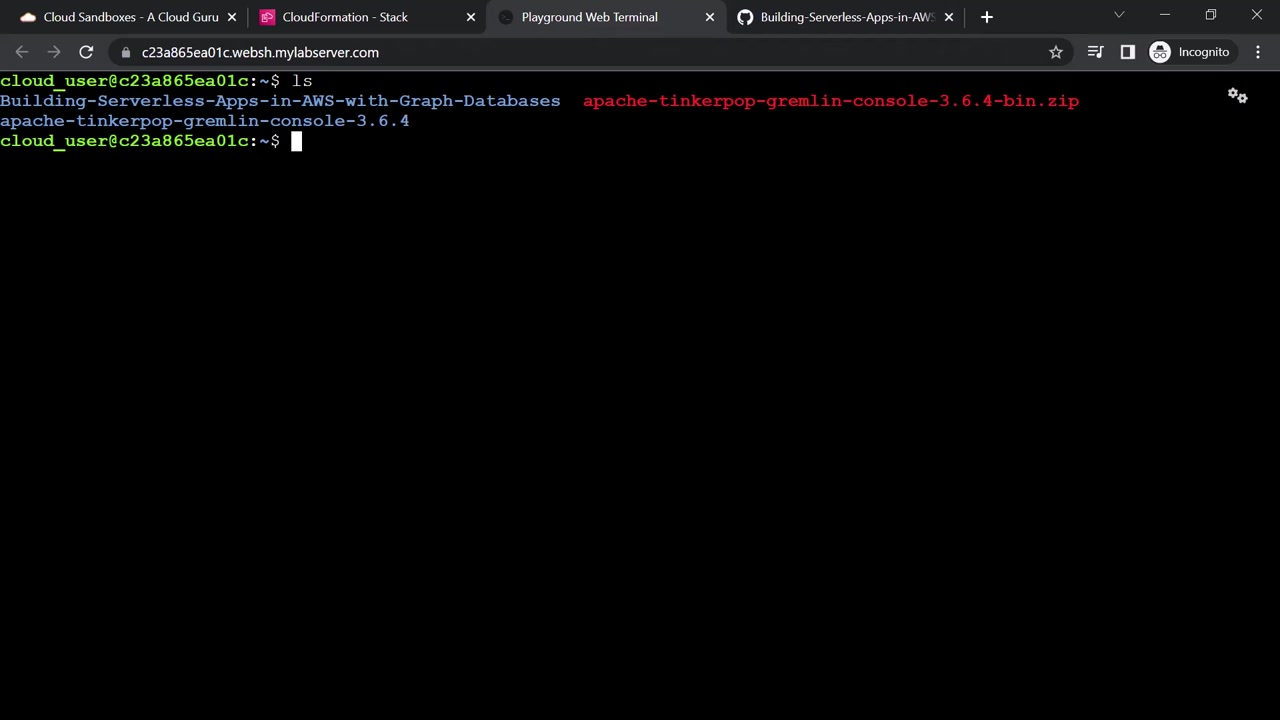 Cloud Sandboxes - A Cloud Guru
CloudFormation - Stack
Playground Web Terminal
Building-Serverless-Apps-in-AWS
c23a865ea01c.websh.mylabserver.com
Incognito
cloud_user@c23a865ea01c:~$ ls
Building-Serverless-Apps-in-AWS-with-Graph-Databases apache-tinkerpop-gremlin-console-3.6.4-bin.zip
apache-tinkerpop-gremlin-console-3.6.4
cloud_user@c23a865ea01c:~$